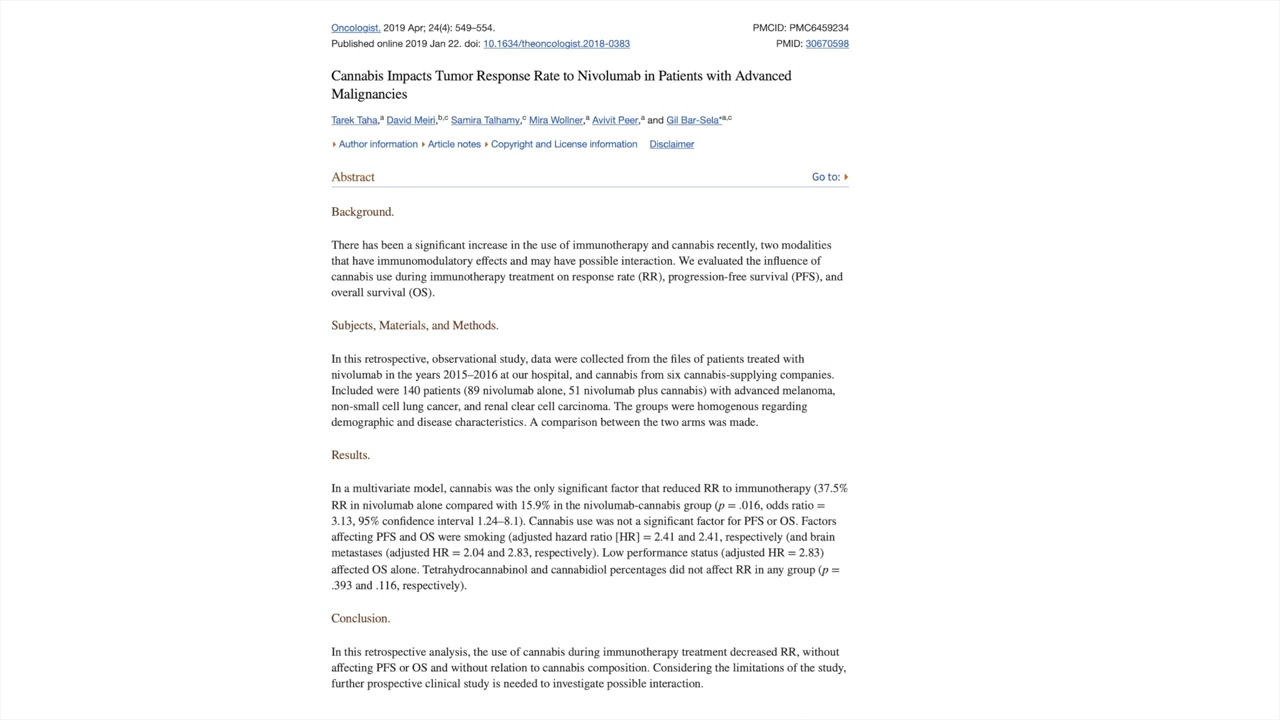 Oncologist. 2019 Apr; 24(4): 549–554.
PMCID: PMC6459234
Published online 2019 Jan 22. doi: 10.1634/theoncologist.2018-0383
PMID: 30670598
Cannabis Impacts Tumor Response Rate to Nivolumab in Patients with Advanced
Malignancies
Tarek Taha,a David Meiri,b,c Samira Talhamy,c Mira Wollner,a Avivit Peer,a and Gil Bar-Sela*a,c
Author information Article notes Copyright and License information Disclaimer
Abstract
Go to:
Background.
There has been a significant increase in the use of immunotherapy and cannabis recently, two modalities
that have immunomodulatory effects and may have possible interaction. We evaluated the influence of
cannabis use during immunotherapy treatment on response rate (RR), progression-free survival (PFS), and
overall survival (OS).
Subjects, Materials, and Methods.
In this retrospective, observational study, data were collected from the files of patients treated with
nivolumab in the years 2015–2016 at our hospital, and cannabis from six cannabis-supplying companies.
Included were 140 patients (89 nivolumab alone, 51 nivolumab plus cannabis) with advanced melanoma,
non-small cell lung cancer, and renal clear cell carcinoma. The groups were homogenous regarding
demographic and disease characteristics. A comparison between the two arms was made.
Results.
In a multivariate model, cannabis was the only significant factor that reduced RR to immunotherapy (37.5%
RR in nivolumab alone compared with 15.9% in the nivolumab-cannabis group (p = .016, odds ratio =
3.13, 95% confidence interval 1.24–8.1). Cannabis use was not a significant factor for PFS or OS. Factors
affecting PFS and OS were smoking (adjusted hazard ratio [HR] = 2.41 and 2.41, respectively (and brain
metastases (adjusted HR = 2.04 and 2.83, respectively). Low performance status (adjusted HR = 2.83)
affected OS alone. Tetrahydrocannabinol and cannabidiol percentages did not affect RR in any group (p =
.393 and .116, respectively).
Conclusion.
In this retrospective analysis, the use of cannabis during immunotherapy treatment decreased RR, without
affecting PFS or OS and without relation to cannabis composition. Considering the limitations of the study,
further prospective clinical study is needed to investigate possible interaction.